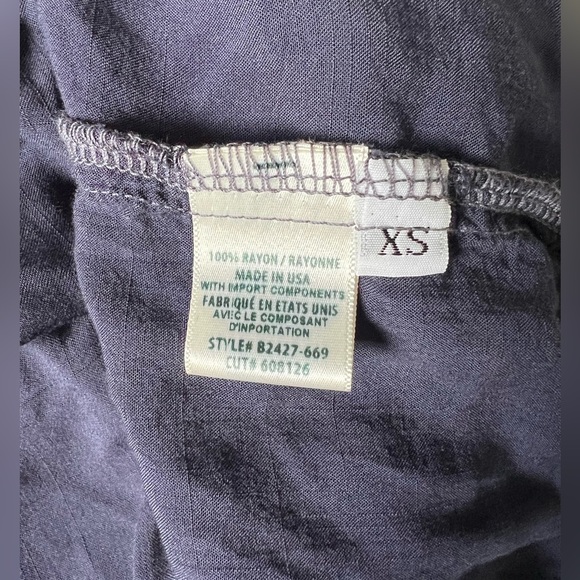 100% RAYON / RAYONNE
MADE IN USA
WITH IMPORT COMPONENTS
FABRIQUÉ EN ETATS UNIS
AVEC LE COMPOSANT
D'INPORTATION
STYLE# B2427-669
CUT# 608126
XS